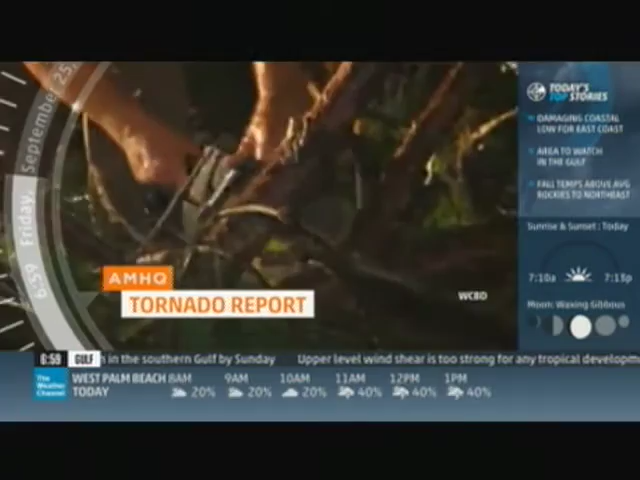 6:59 Friday, September 25,
TODAY'S
TOP STORIES
DAMAGING COASTAL
LOW FOR EAST COAST
AREA TO WATCH
IN THE GULF
FALL TEMPS ABOVE AVG
ROCKIES TO NORTHEAST
Sunrise & Sunset : Today
7:10a 7:13p
Moon: Waxing Gibbous
AMHQ
TORNADO REPORT
WCBD
6:59 GULF in the southern Gulf by Sunday Upper level wind shear is too strong for any tropical developm
The
Weather
Channel
WEST PALM BEACH 8AM 9AM 10AM 11AM 12PM 1PM
TODAY 20% 20% 20% 40% 40% 40%